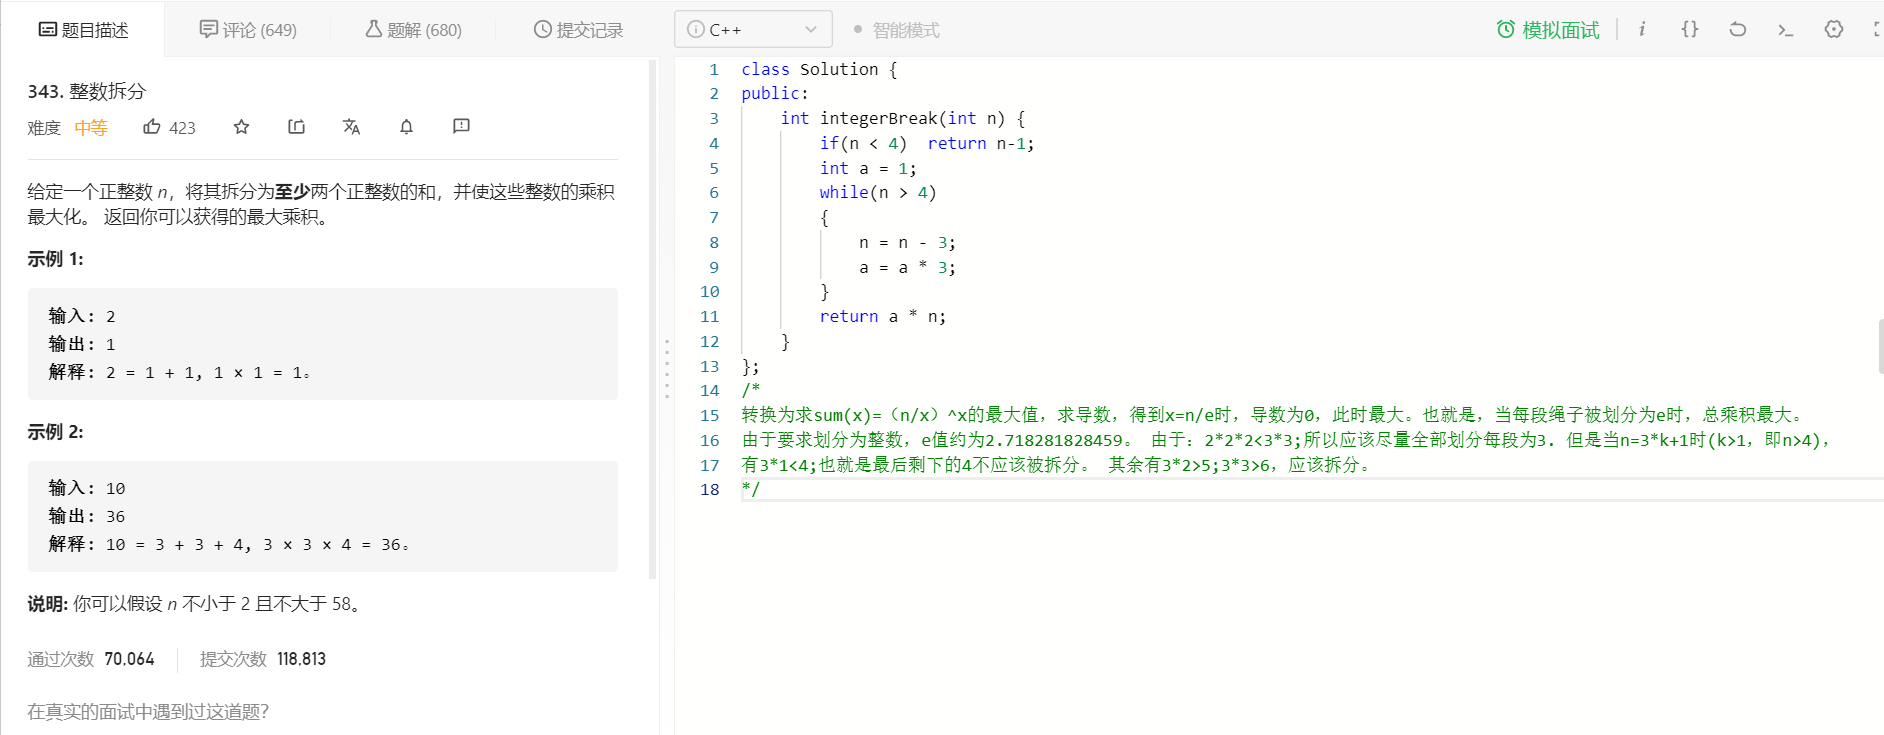 题目描述
评论 (649)
题解 (680)
提交记录
C++
智能模式
模拟面试
343. 整数拆分
难度 中等 423
给定一个正整数 n，将其拆分为至少两个正整数的和，并使这些整数的乘积
最大化。 返回你可以获得的最大乘积。
示例 1:
输入: 2
输出: 1
解释: 2 = 1 + 1, 1 × 1 = 1。
示例 2:
输入: 10
输出: 36
解释: 10 = 3 + 3 + 4, 3 × 3 × 4 = 36。
说明: 你可以假设 n 不小于 2 且不大于 58。
通过次数 70,064 提交次数 118,813
在真实的面试中遇到过这道题?
1 class Solution {
2 public:
3     int integerBreak(int n) {
4         if(n < 4)  return n-1;
5         int a = 1;
6         while(n > 4)
7         {
8             n = n - 3;
9             a = a * 3;
10         }
11         return a * n;
12     }
13 };
14 /*
15 转换为求sum(x)=（n/x）^x的最大值，求导数，得到x=n/e时，导数为0，此时最大。也就是，当每段绳子被划分为e时，总乘积最大。
16 由于要求划分为整数，e值约为2.718281828459。 由于：2*2*2<3*3;所以应该尽量全部划分每段为3. 但是当n=3*k+1时(k>1，即n>4)，
17 有3*1<4;也就是最后剩下的4不应该被拆分。 其余有3*2>5;3*3>6，应该拆分。
18 */